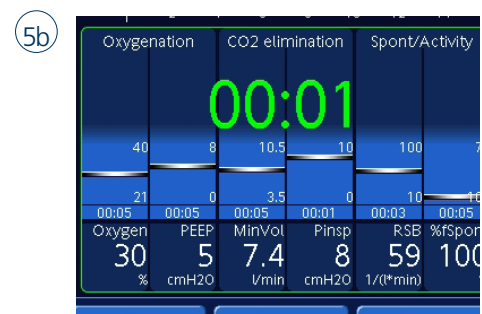 5b
Oxygenation CO2 elimination Spont/Activity
00:01
40 8 10.5 10 100
21 0 3.5 0 10
00:05 00:05 00:05 00:01 00:03 00:05
Oxygen PEEP MinVol Pinsp RSB %fSpon
30 5 7.4 8 59 100
% cmH2O l/min cmH2O 1/(l*min)